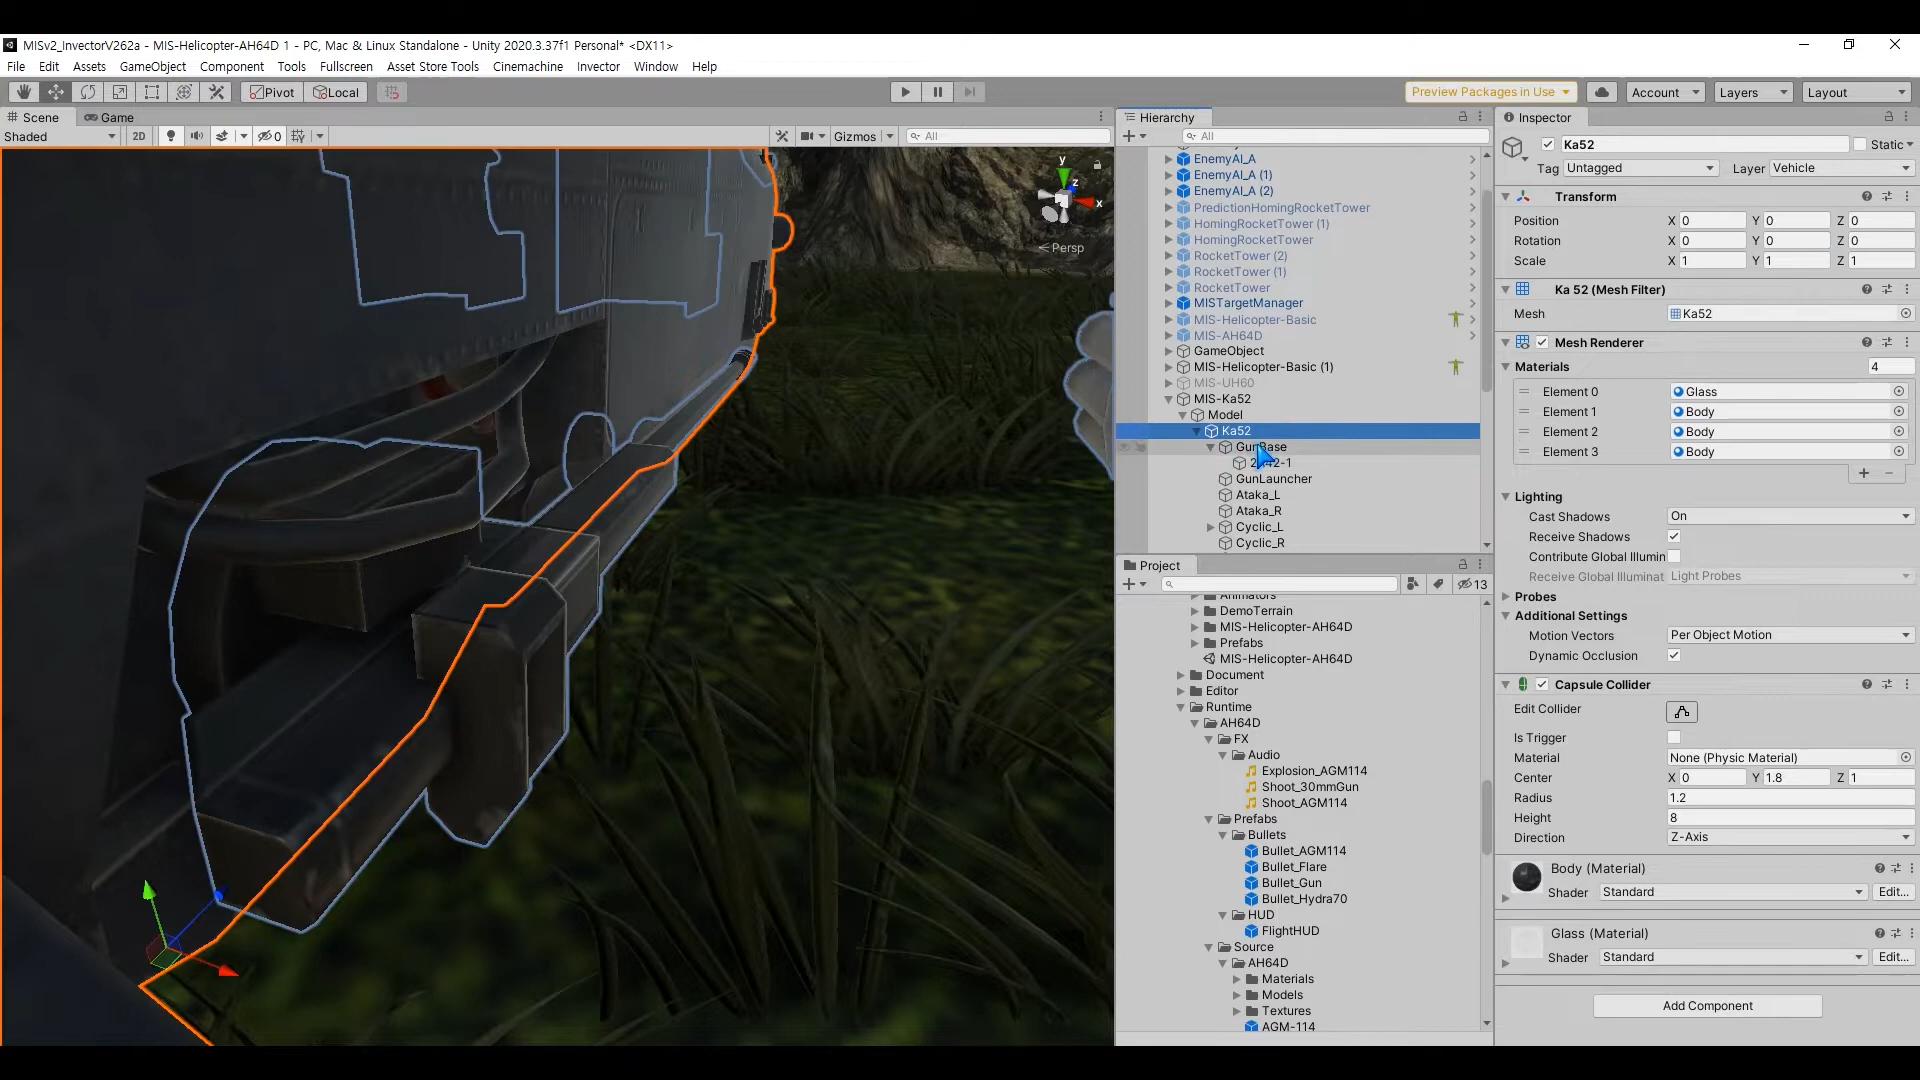 MISv2_InvectorV262a - MIS-Helicopter-AH64D 1 - PC, Mac & Linux Standalone - Unity 2020.3.37f1 Personal* <DX11>
File Edit Assets GameObject Component Tools Fullscreen Asset Store Tools Cinemachine Invector Window Help
Pivot Local Preview Packages in Use Account Layers Layout
Scene Game
Shaded 2D 0 Gizmos All
y
z
x
Persp
Hierarchy
All
EnemyAI_A
EnemyAI_A (1)
EnemyAI_A (2)
PredictionHomingRocketTower
HomingRocketTower (1)
HomingRocketTower
RocketTower (2)
RocketTower (1)
RocketTower
MISTargetManager
MIS-Helicopter-Basic
MIS-AH64D
GameObject
MIS-Helicopter-Basic (1)
MIS-UH60
MIS-Ka52
Model
Ka52
GunBase
GunLauncher
Ataka_L
Ataka_R
Cyclic_L
Cyclic_R
Project
13
Animators
DemoTerrain
MIS-Helicopter-AH64D
Prefabs
MIS-Helicopter-AH64D
Document
Editor
Runtime
AH64D
FX
Audio
Explosion_AGM114
Shoot_30mmGun
Shoot_AGM114
Prefabs
Bullets
Bullet_AGM114
Bullet_Flare
Bullet_Gun
Bullet_Hydra70
HUD
FlightHUD
Source
AH64D
Materials
Models
Textures
AGM-114
Inspector
Ka52 Static
Tag Untagged Layer Vehicle
Transform
Position X 0 Y 0 Z 0
Rotation X 0 Y 0 Z 0
Scale X 1 Y 1 Z 1
Ka 52 (Mesh Filter)
Mesh Ka52
Mesh Renderer
Materials 4
Element 0 Glass
Element 1 Body
Element 2 Body
Element 3 Body
Lighting
Cast Shadows On
Receive Shadows
Contribute Global Illumin
Receive Global Illuminat Light Probes
Probes
Additional Settings
Motion Vectors Per Object Motion
Dynamic Occlusion
Capsule Collider
Edit Collider
Is Trigger
Material None (Physic Material)
Center X 0 Y 1.8 Z 1
Radius 1.2
Height 8
Direction Z-Axis
Body (Material)
Shader Standard Edit...
Glass (Material)
Shader Standard Edit...
Add Component